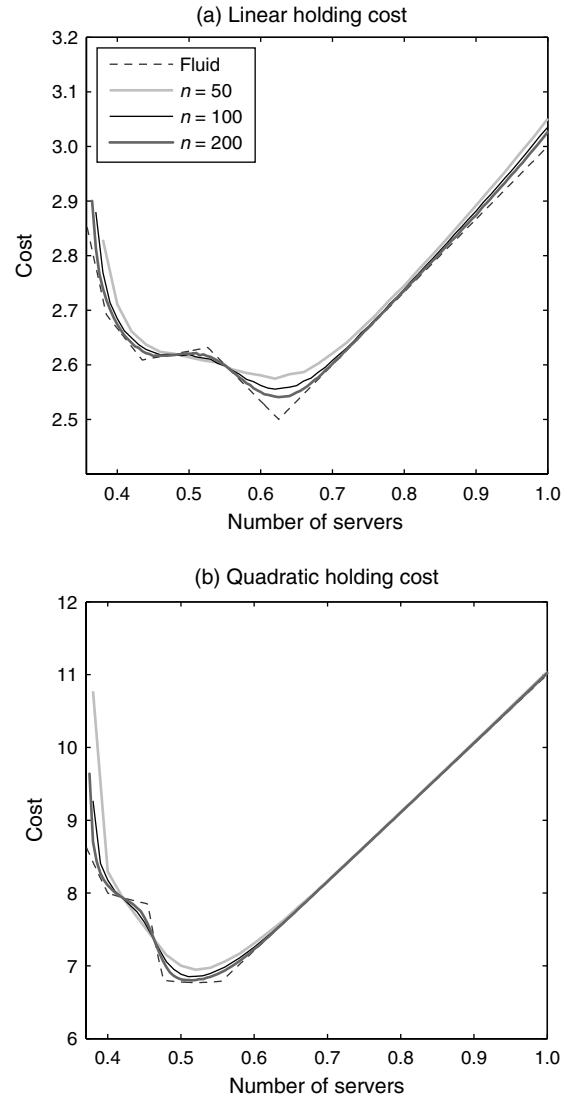 (a) Linear holding cost
3.2
3.1
3.0
2.9
2.8
2.7
2.6
2.5
Cost
Fluid
n = 50
n = 100
n = 200
0.4 0.5 0.6 0.7 0.8 0.9 1.0
Number of servers
(b) Quadratic holding cost
12
11
10
9
8
7
6
Cost
0.4 0.5 0.6 0.7 0.8 0.9 1.0
Number of servers